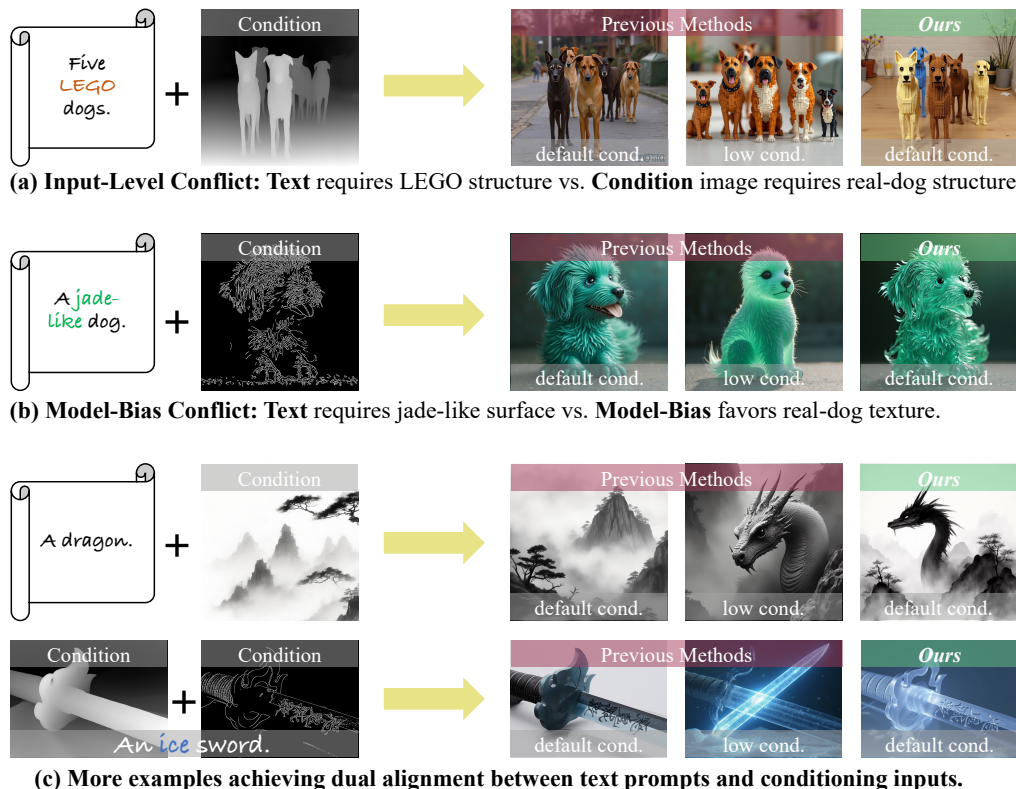 Five
LEGO
dogs.
+
Condition
Previous Methods
Ours
default cond.
low cond.
(a) Input-Level Conflict: Text requires LEGO structure vs. Condition image requires real-dog structure
A jade-
like dog.
+
Condition
Previous Methods
Ours
default cond.
low cond.
(b) Model-Bias Conflict: Text requires jade-like surface vs. Model-Bias favors real-dog texture.
A dragon.
+
Condition
Previous Methods
Ours
default cond.
low cond.
default cond.
Condition
+
Condition
An ice sword.
Previous Methods
Ours
default cond.
low cond.
default cond.
(c) More examples achieving dual alignment between text prompts and conditioning inputs.